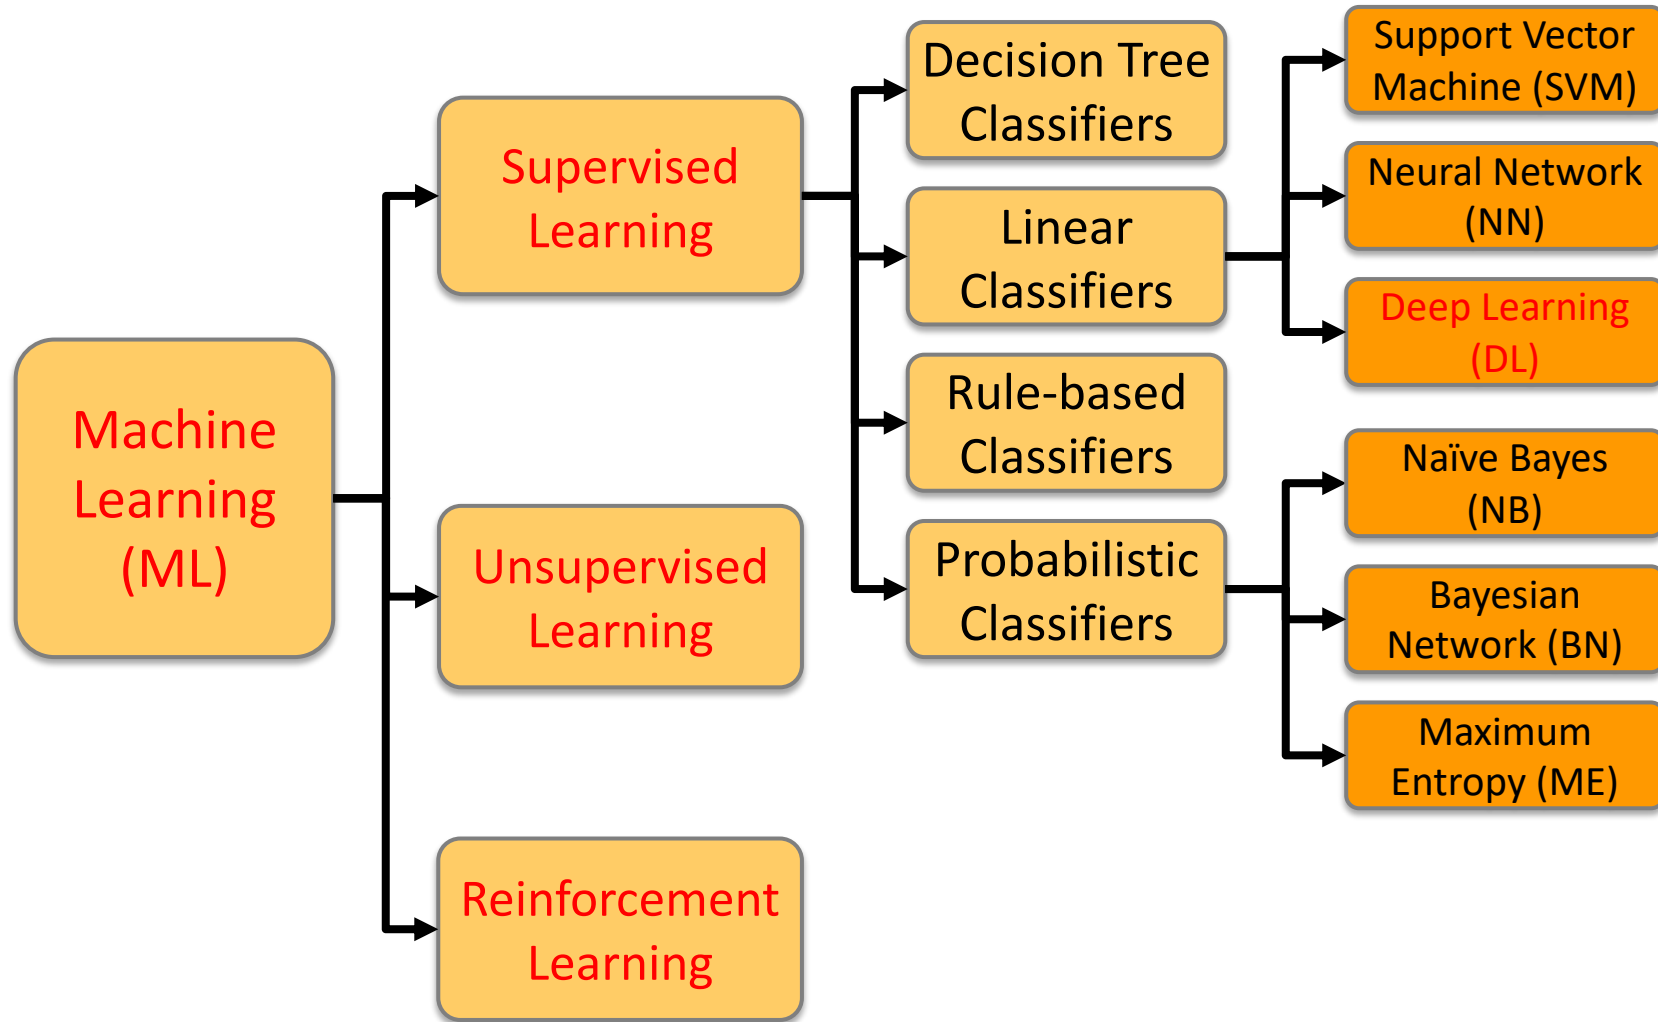 Machine
Learning
(ML)
Supervised
Learning
Unsupervised
Learning
Reinforcement
Learning
Decision Tree
Classifiers
Linear
Classifiers
Rule-based
Classifiers
Probabilistic
Classifiers
Support Vector
Machine (SVM)
Neural Network
(NN)
Deep Learning
(DL)
Naïve Bayes
(NB)
Bayesian
Network (BN)
Maximum
Entropy (ME)